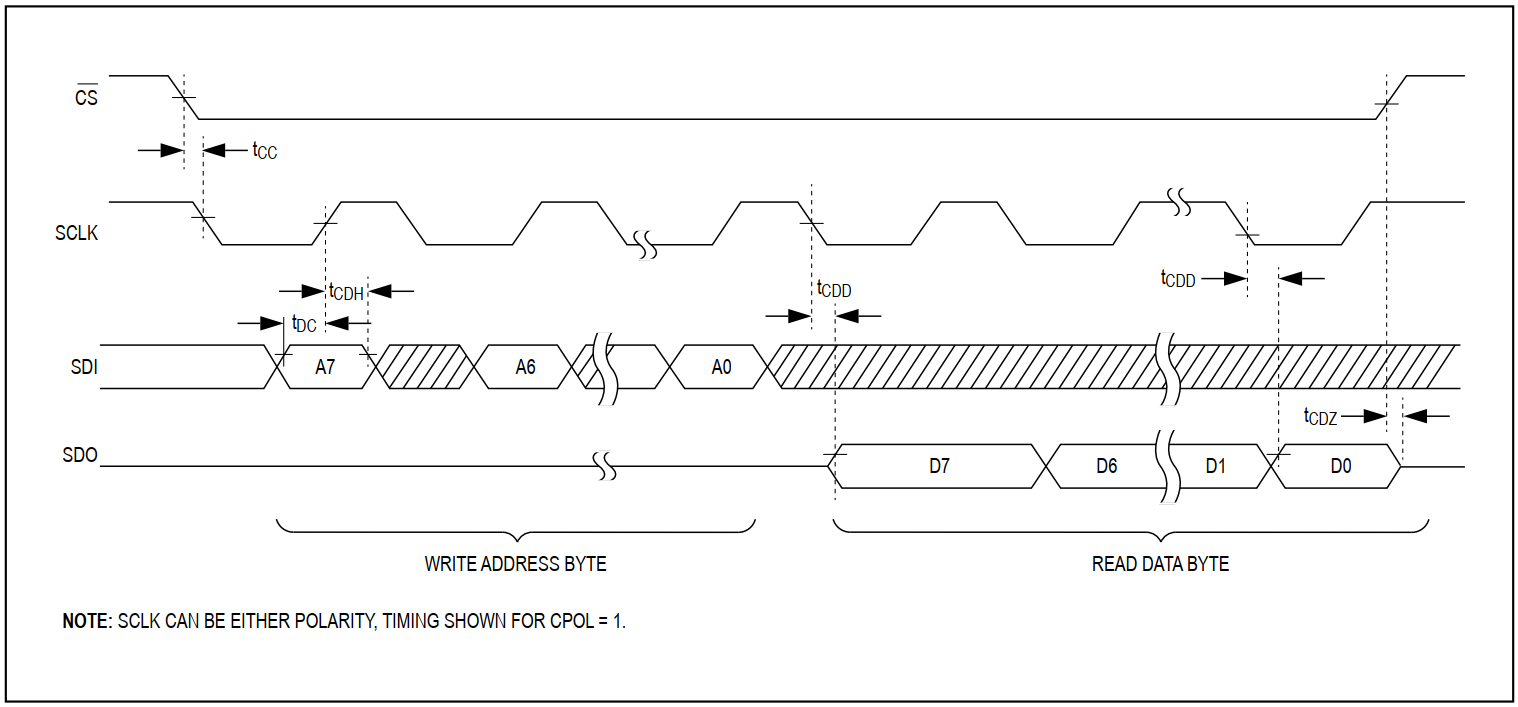 CS
tCC
SCLK
tCDH
tCDD
tCDD
tDC
SDI
A7
A6
A0
tCDZ
SDO
D7
D6
D1
D0
WRITE ADDRESS BYTE
READ DATA BYTE
NOTE: SCLK CAN BE EITHER POLARITY, TIMING SHOWN FOR CPOL = 1.